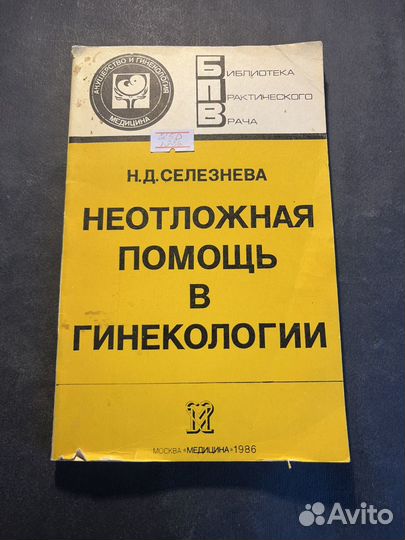 АКУШЕРСТВО И ГИНЕКОЛОГИЯ
МЕДИЦИНА
БИБЛИОТЕКА
ПРАКТИЧЕСКОГО
ВРАЧА
Н.Д.СЕЛЕЗНЕВА
НЕОТЛОЖНАЯ
ПОМОЩЬ
В
ГИНЕКОЛОГИИ
МОСКВА «МЕДИЦИНА» 1986
Avito